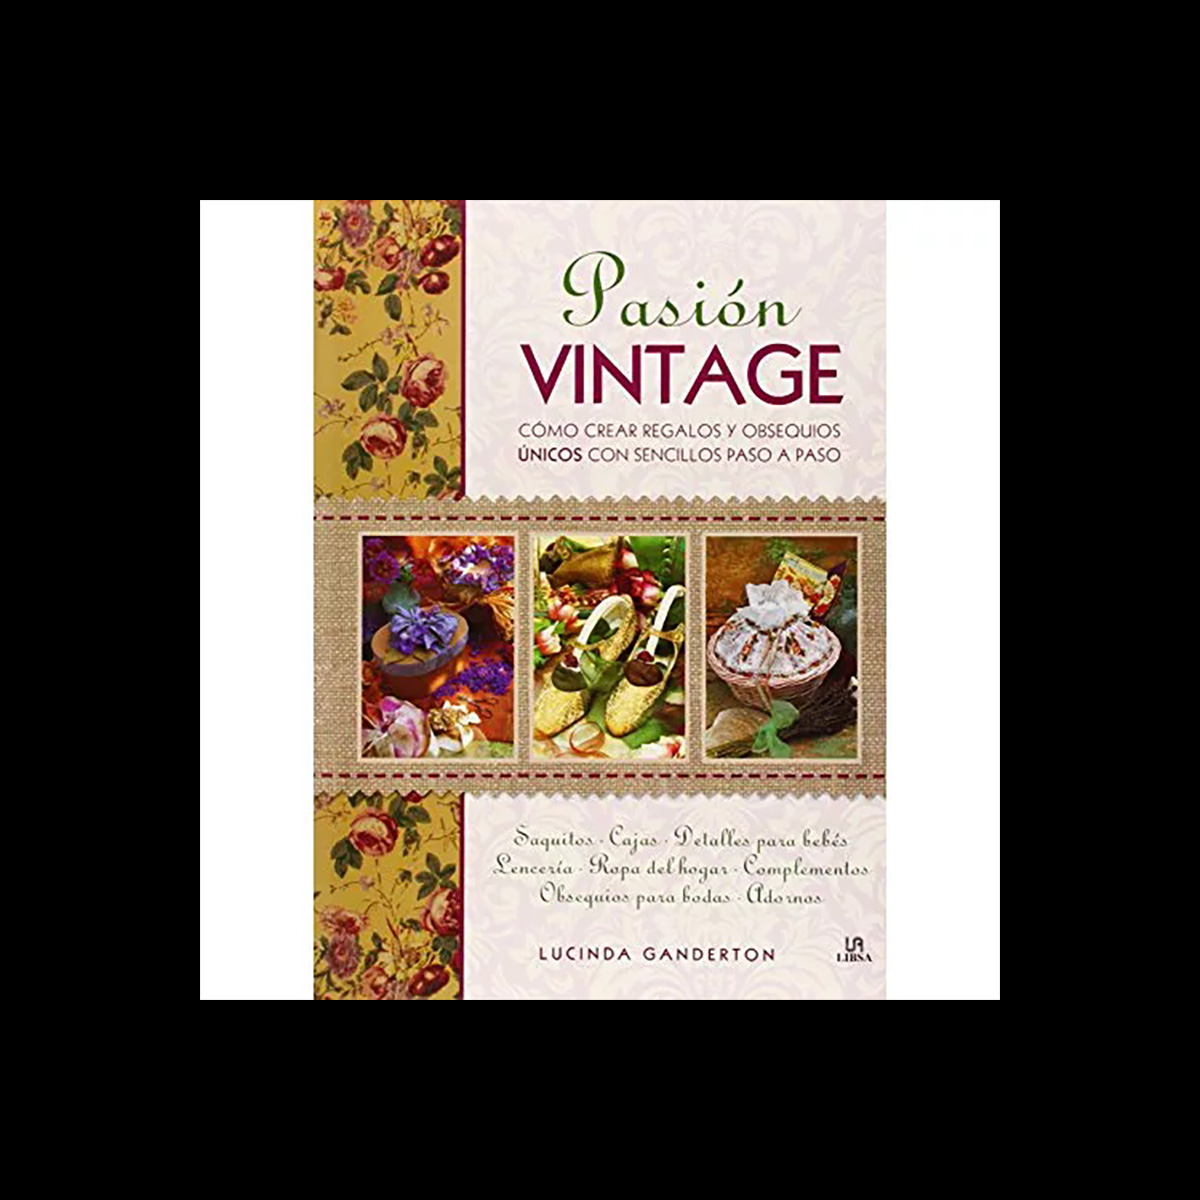 Pasión
VINTAGE
CÓMO CREAR REGALOS Y OBSEQUIOS
ÚNICOS CON SENCILLOS PASO A PASO
Saquitos · Cajas · Detalles para bebés
Lencería · Ropa del hogar · Complementos
Obsequios para bodas · Adornos
LUCINDA GANDERTON
LIBSA